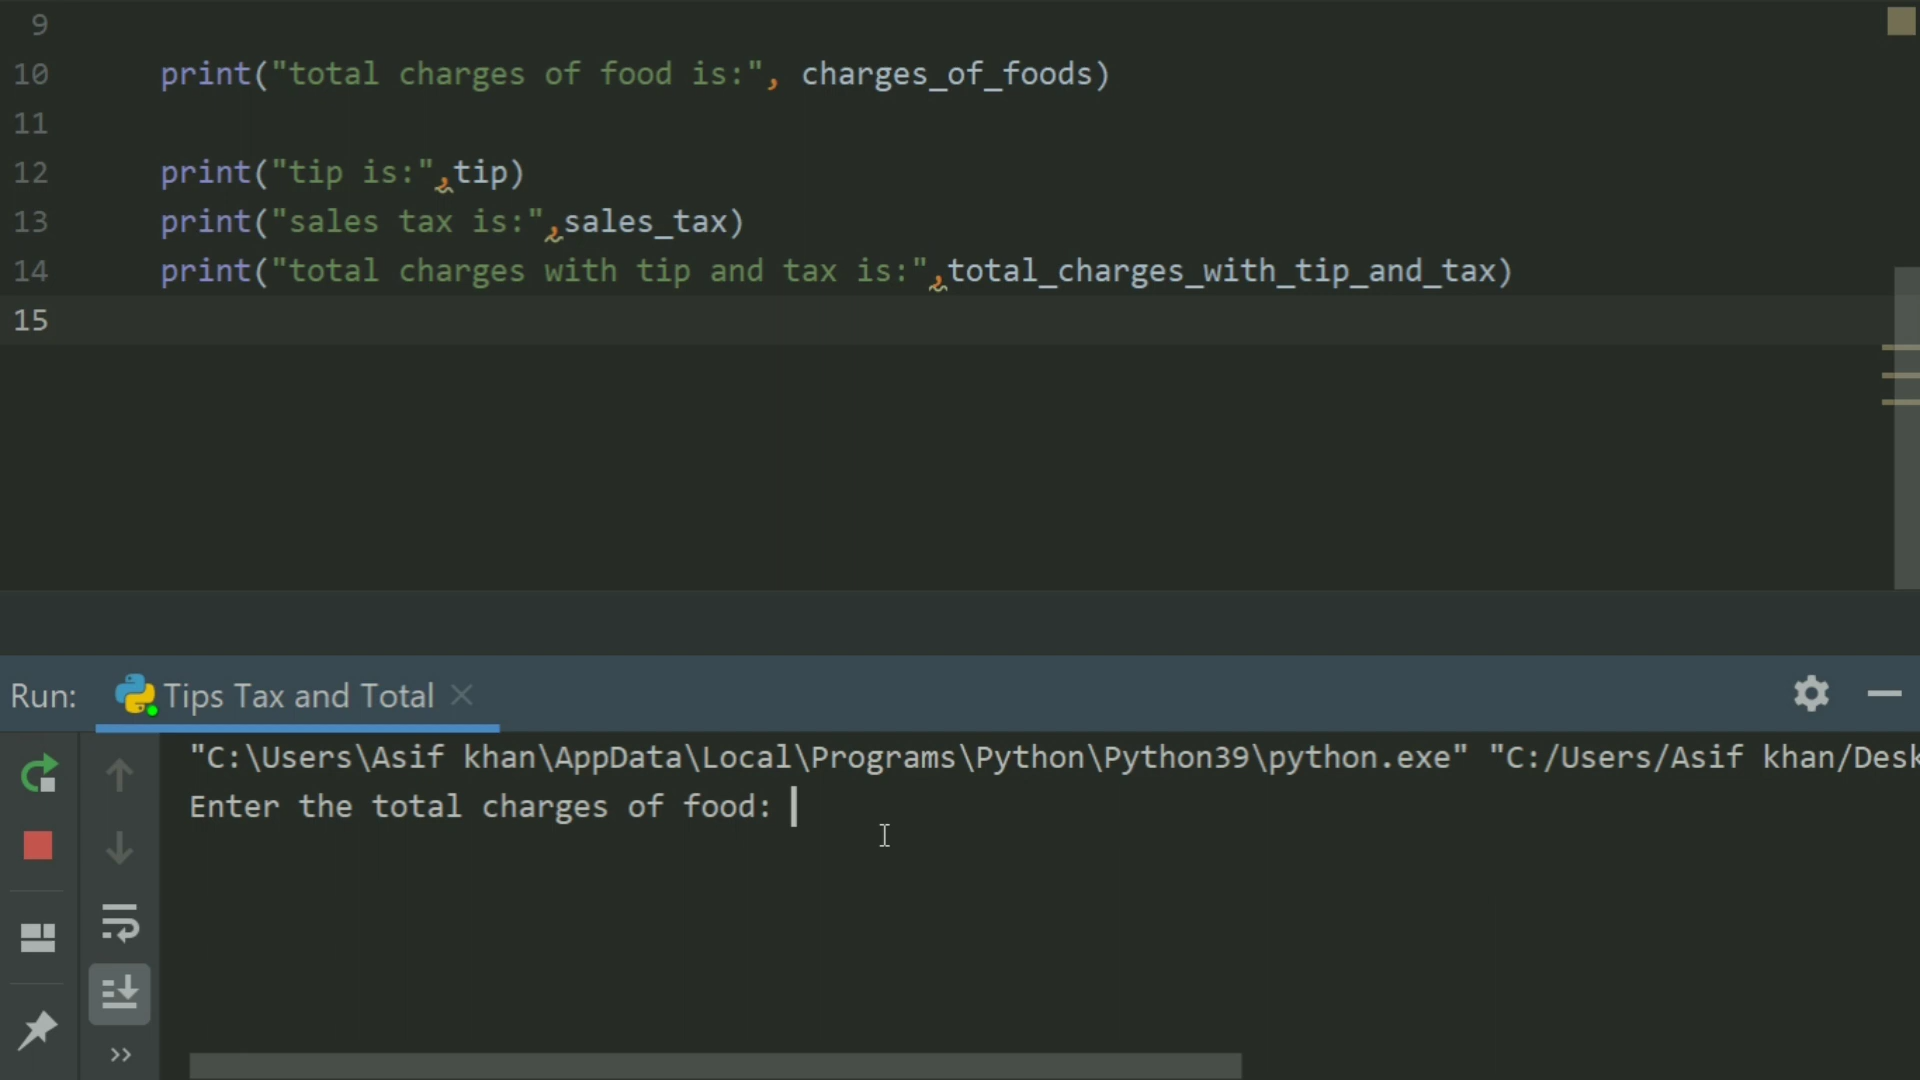 9
10 print("total charges of food is:", charges_of_foods)
11
12 print("tip is:",tip)
13 print("sales tax is:",sales_tax)
14 print("total charges with tip and tax is:",total_charges_with_tip_and_tax)
15
Run: Tips Tax and Total
"C:\Users\Asif khan\AppData\Local\Programs\Python\Python39\python.exe" "C:/Users/Asif khan/Desk
Enter the total charges of food: